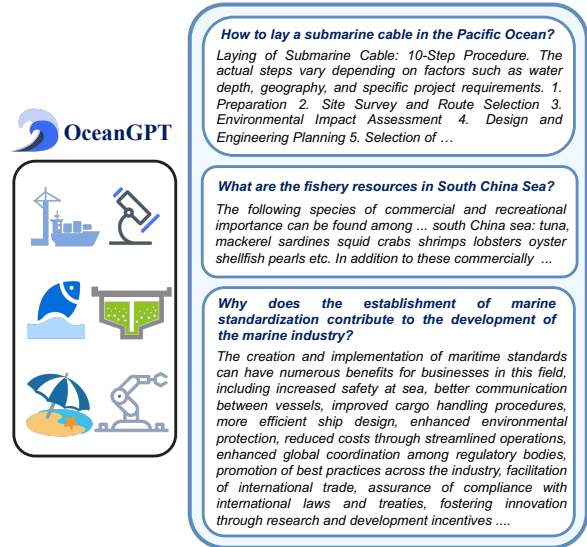 OceanGPT
How to lay a submarine cable in the Pacific Ocean?
Laying of Submarine Cable: 10-Step Procedure. The
actual steps vary depending on factors such as water
depth, geography, and specific project requirements. 1.
Preparation 2. Site Survey and Route Selection 3.
Environmental Impact Assessment 4. Design and
Engineering Planning 5. Selection of …
What are the fishery resources in South China Sea?
The following species of commercial and recreational
importance can be found among ... south China sea: tuna,
mackerel sardines squid crabs shrimps lobsters oyster
shellfish pearls etc. In addition to these commercially ...
Why does the establishment of marine
standardization contribute to the development of
the marine industry?
The creation and implementation of maritime standards
can have numerous benefits for businesses in this field,
including increased safety at sea, better communication
between vessels, improved cargo handling procedures,
more efficient ship design, enhanced environmental
protection, reduced costs through streamlined operations,
enhanced global coordination among regulatory bodies,
promotion of best practices across the industry, facilitation
of international trade, assurance of compliance with
international laws and treaties, fostering innovation
through research and development incentives ....